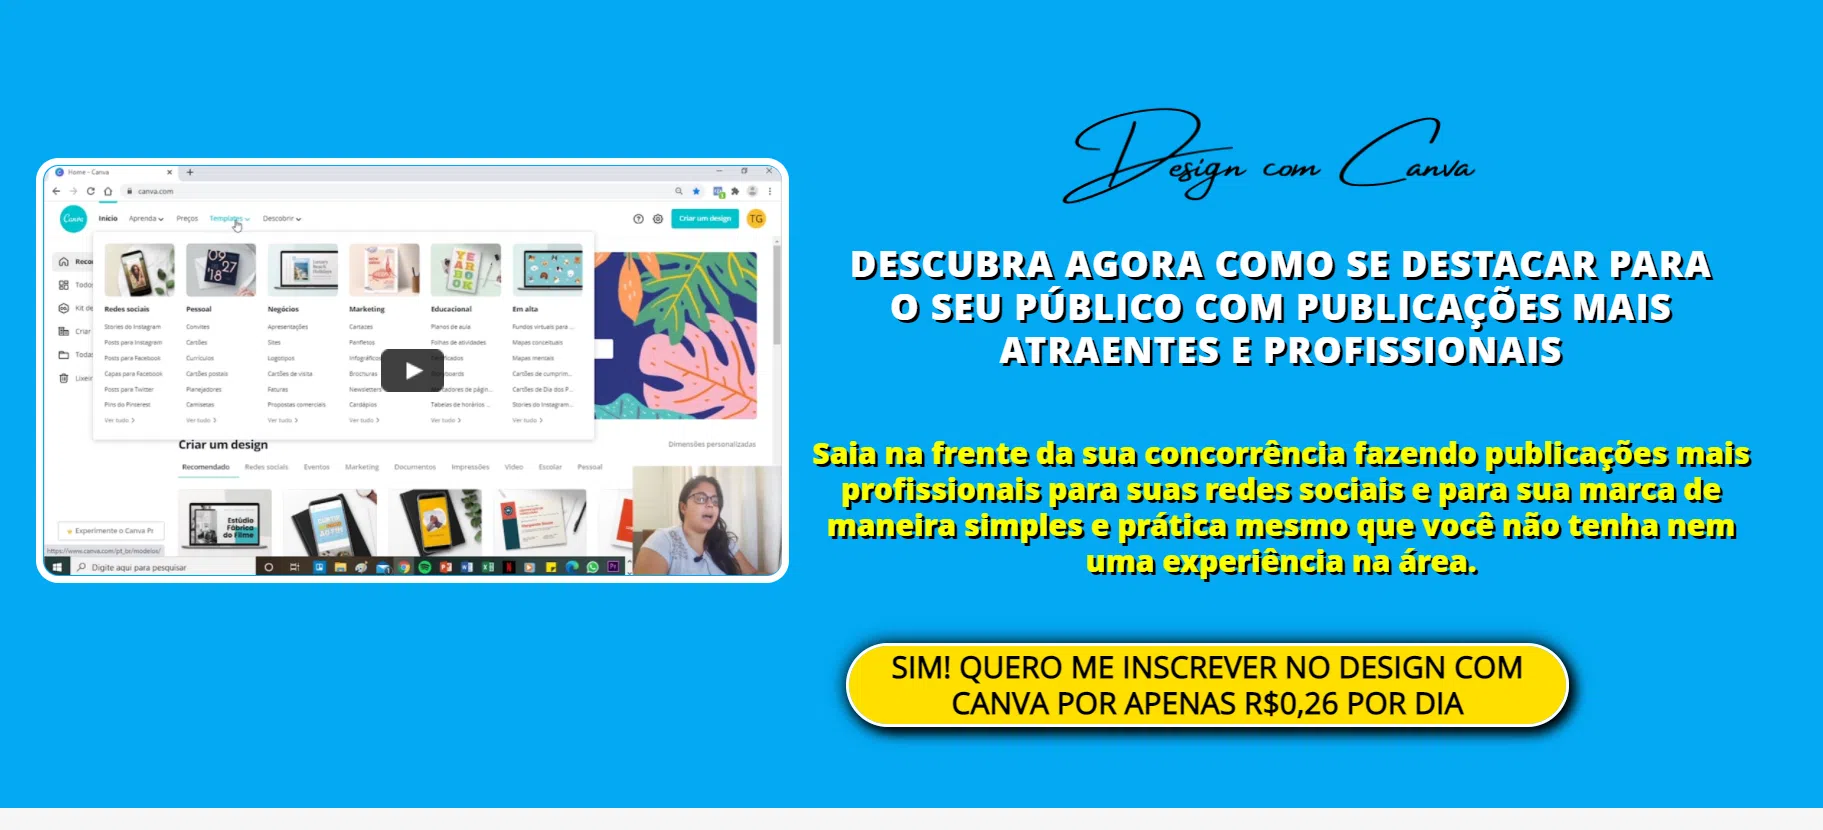 Home - Canva
canva.com
Canva
Início
Aprenda
Preços
Templates
Descobrir
Criar um design
TG
Redes sociais
Stories do Instagram
Posts para Instagram
Posts para Facebook
Capas para Facebook
Posts para Twitter
Pins do Pinterest
Ver tudo
Pessoal
Convites
Cartões
Currículos
Cartões postais
Planejadores
Camisetas
Ver tudo
Negócios
Apresentações
Sites
Logotipos
Cartões de visita
Faturas
Propostas comerciais
Ver tudo
Marketing
Cartazes
Panfletos
Infográficos
Brochuras
Newsletters
Cardápios
Ver tudo
Educacional
Planos de aula
Folhas de atividades
Tabelas de horários ...
Ver tudo
Em alta
Fundos virtuais para ...
Mapas conceituais
Mapas mentais
Cartões de cumprim...
Cartões de Dia dos P...
Stories do Instagram...
Ver tudo
YEARBOOK
09
27
'18
Kit de
Criar
Criar um design
Dimensões personalizadas
Recomendado
Redes sociais
Eventos
Marketing
Documentos
Impressões
Vídeo
Escolar
Pessoal
Estúdio
Fábrica
do Filme
Experimente o Canva Pr
https://www.canva.com/pt_br/modelos/
Digite aqui para pesquisar
Design com Canva
DESCUBRA AGORA COMO SE DESTACAR PARA
O SEU PÚBLICO COM PUBLICAÇÕES MAIS
ATRAENTES E PROFISSIONAIS
Saia na frente da sua concorrência fazendo publicações mais
profissionais para suas redes sociais e para sua marca de
maneira simples e prática mesmo que você não tenha nem
uma experiência na área.
SIM! QUERO ME INSCREVER NO DESIGN COM
CANVA POR APENAS R$0,26 POR DIA